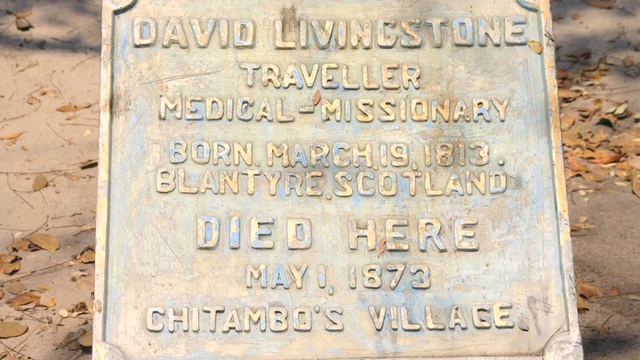 DAVID LIVINGSTONE
TRAVELLER
MEDICAL-MISSIONARY
BORN. MARCH.19.1813.
BLANTYRE.SCOTLAND
DIED HERE
MAY 1, 1873
CHITAMBO'S VILLAGE.